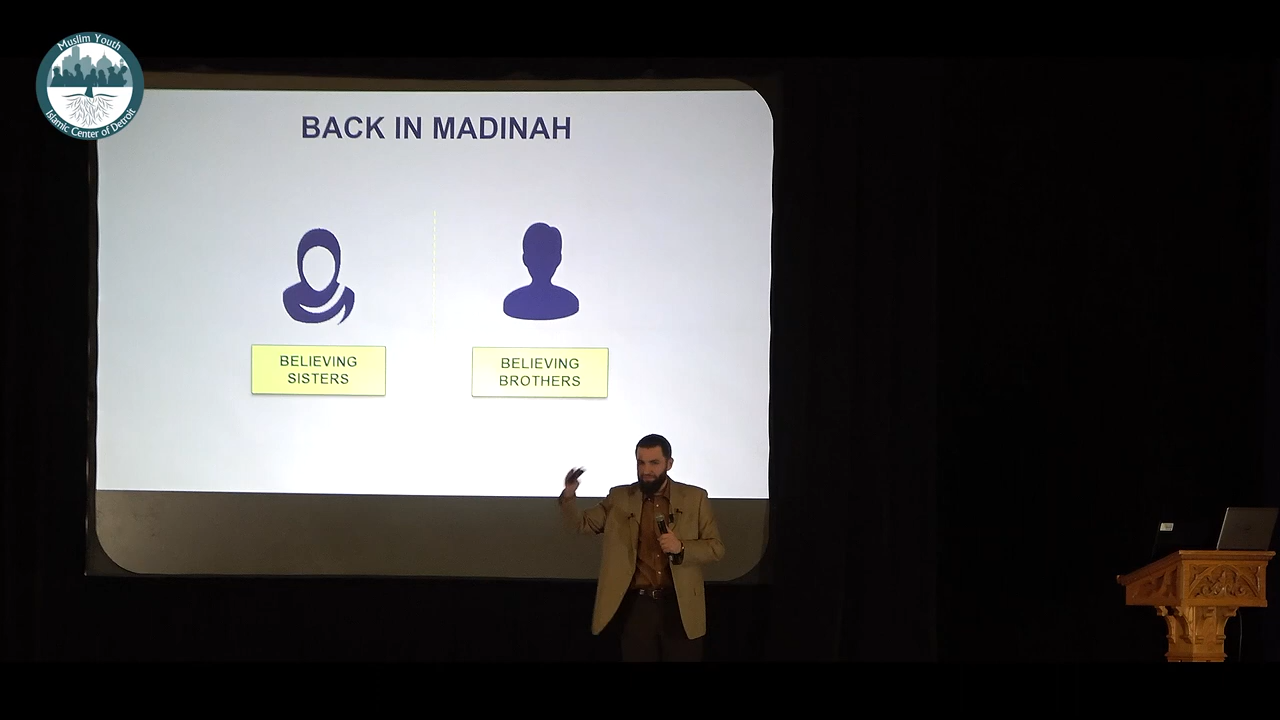 Muslim Youth
Islamic Center of Detroit
BACK IN MADINAH
BELIEVING
SISTERS
BELIEVING
BROTHERS